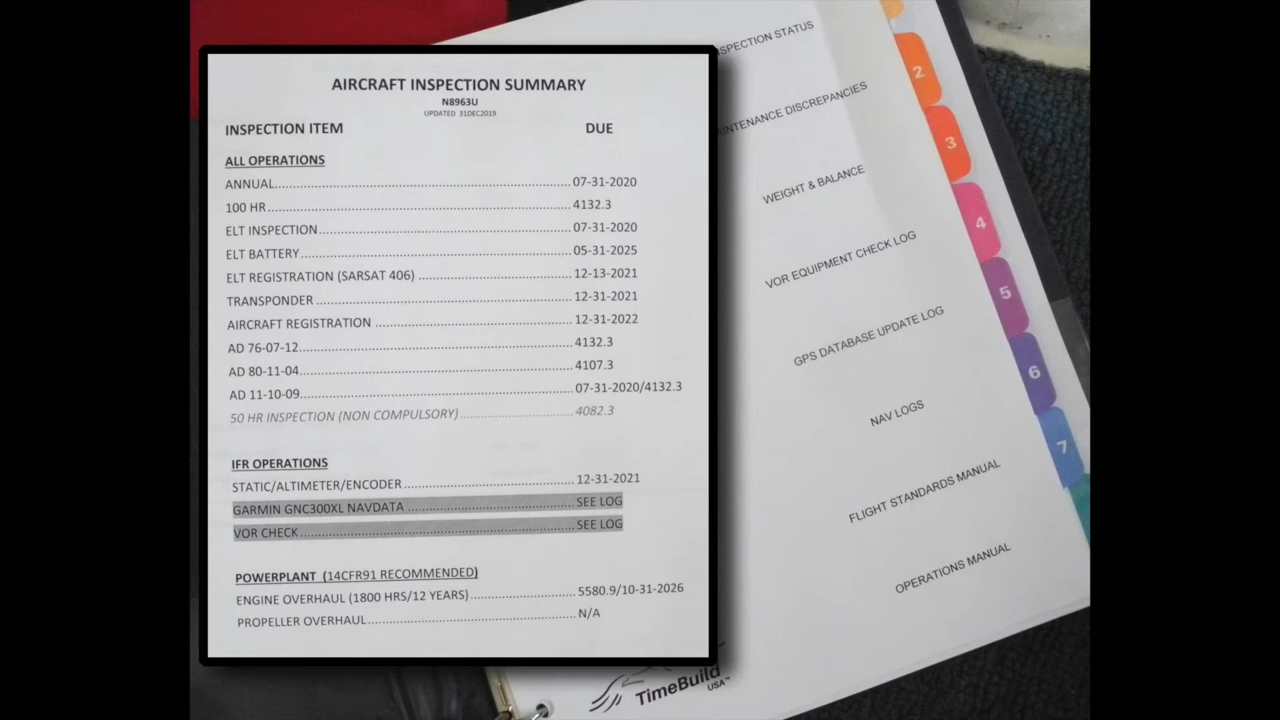 AIRCRAFT INSPECTION SUMMARY
N8963U
UPDATED 31DEC2019
INSPECTION ITEM DUE
ALL OPERATIONS
ANNUAL 07-31-2020
100 HR 4132.3
ELT INSPECTION 07-31-2020
ELT BATTERY 05-31-2025
ELT REGISTRATION (SARSAT 406) 12-13-2021
TRANSPONDER 12-31-2021
AIRCRAFT REGISTRATION 12-31-2022
AD 76-07-12 4132.3
AD 80-11-04 4107.3
AD 11-10-09 07-31-2020/4132.3
50 HR INSPECTION (NON COMPULSORY) 4082.3
IFR OPERATIONS
STATIC/ALTIMETER/ENCODER 12-31-2021
GARMIN GNC300XL NAVDATA SEE LOG
VOR CHECK SEE LOG
POWERPLANT (14CFR91 RECOMMENDED)
ENGINE OVERHAUL (1800 HRS/12 YEARS) 5580.9/10-31-2026
PROPELLER OVERHAUL N/A
SPECTION STATUS
2
AINTENANCE DISCREPANCIES
3
WEIGHT & BALANCE
4
VOR EQUIPMENT CHECK LOG
5
GPS DATABASE UPDATE LOG
6
NAV LOGS
7
FLIGHT STANDARDS MANUAL
OPERATIONS MANUAL
TimeBuild
USA™